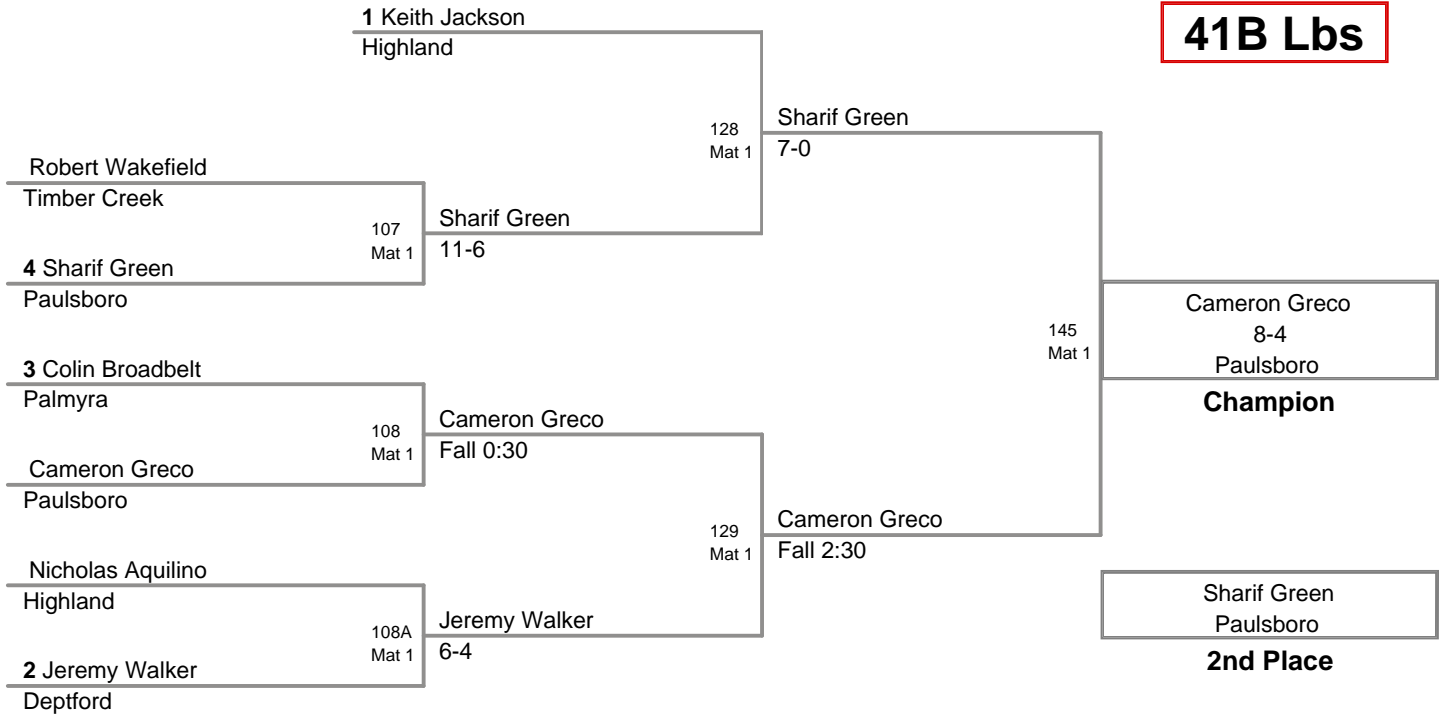 1 Keith Jackson
Highland
41B Lbs
128
Mat 1
Sharif Green
7-0
Robert Wakefield
Timber Creek
107
Mat 1
Sharif Green
11-6
4 Sharif Green
Paulsboro
145
Mat 1
Cameron Greco
8-4
Paulsboro
Champion
3 Colin Broadbelt
Palmyra
108
Mat 1
Cameron Greco
Fall 0:30
Cameron Greco
Paulsboro
129
Mat 1
Cameron Greco
Fall 2:30
Nicholas Aquilino
Highland
108A
Mat 1
Jeremy Walker
6-4
2 Jeremy Walker
Deptford
Sharif Green
Paulsboro
2nd Place